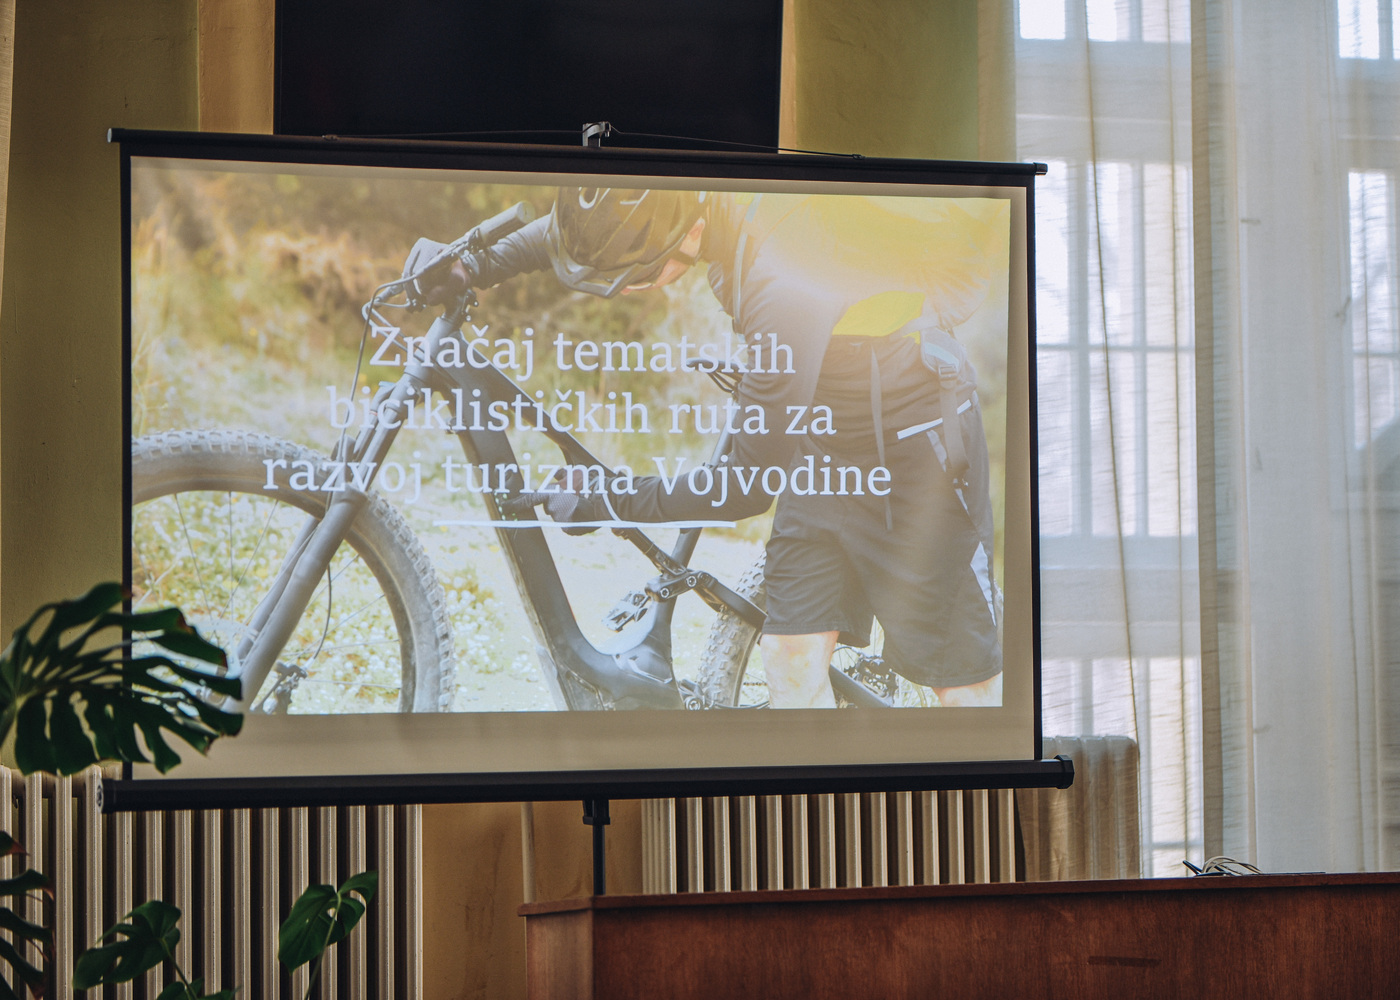 Značaj tematskih
biciklističkih ruta za
razvoj turizma Vojvodine